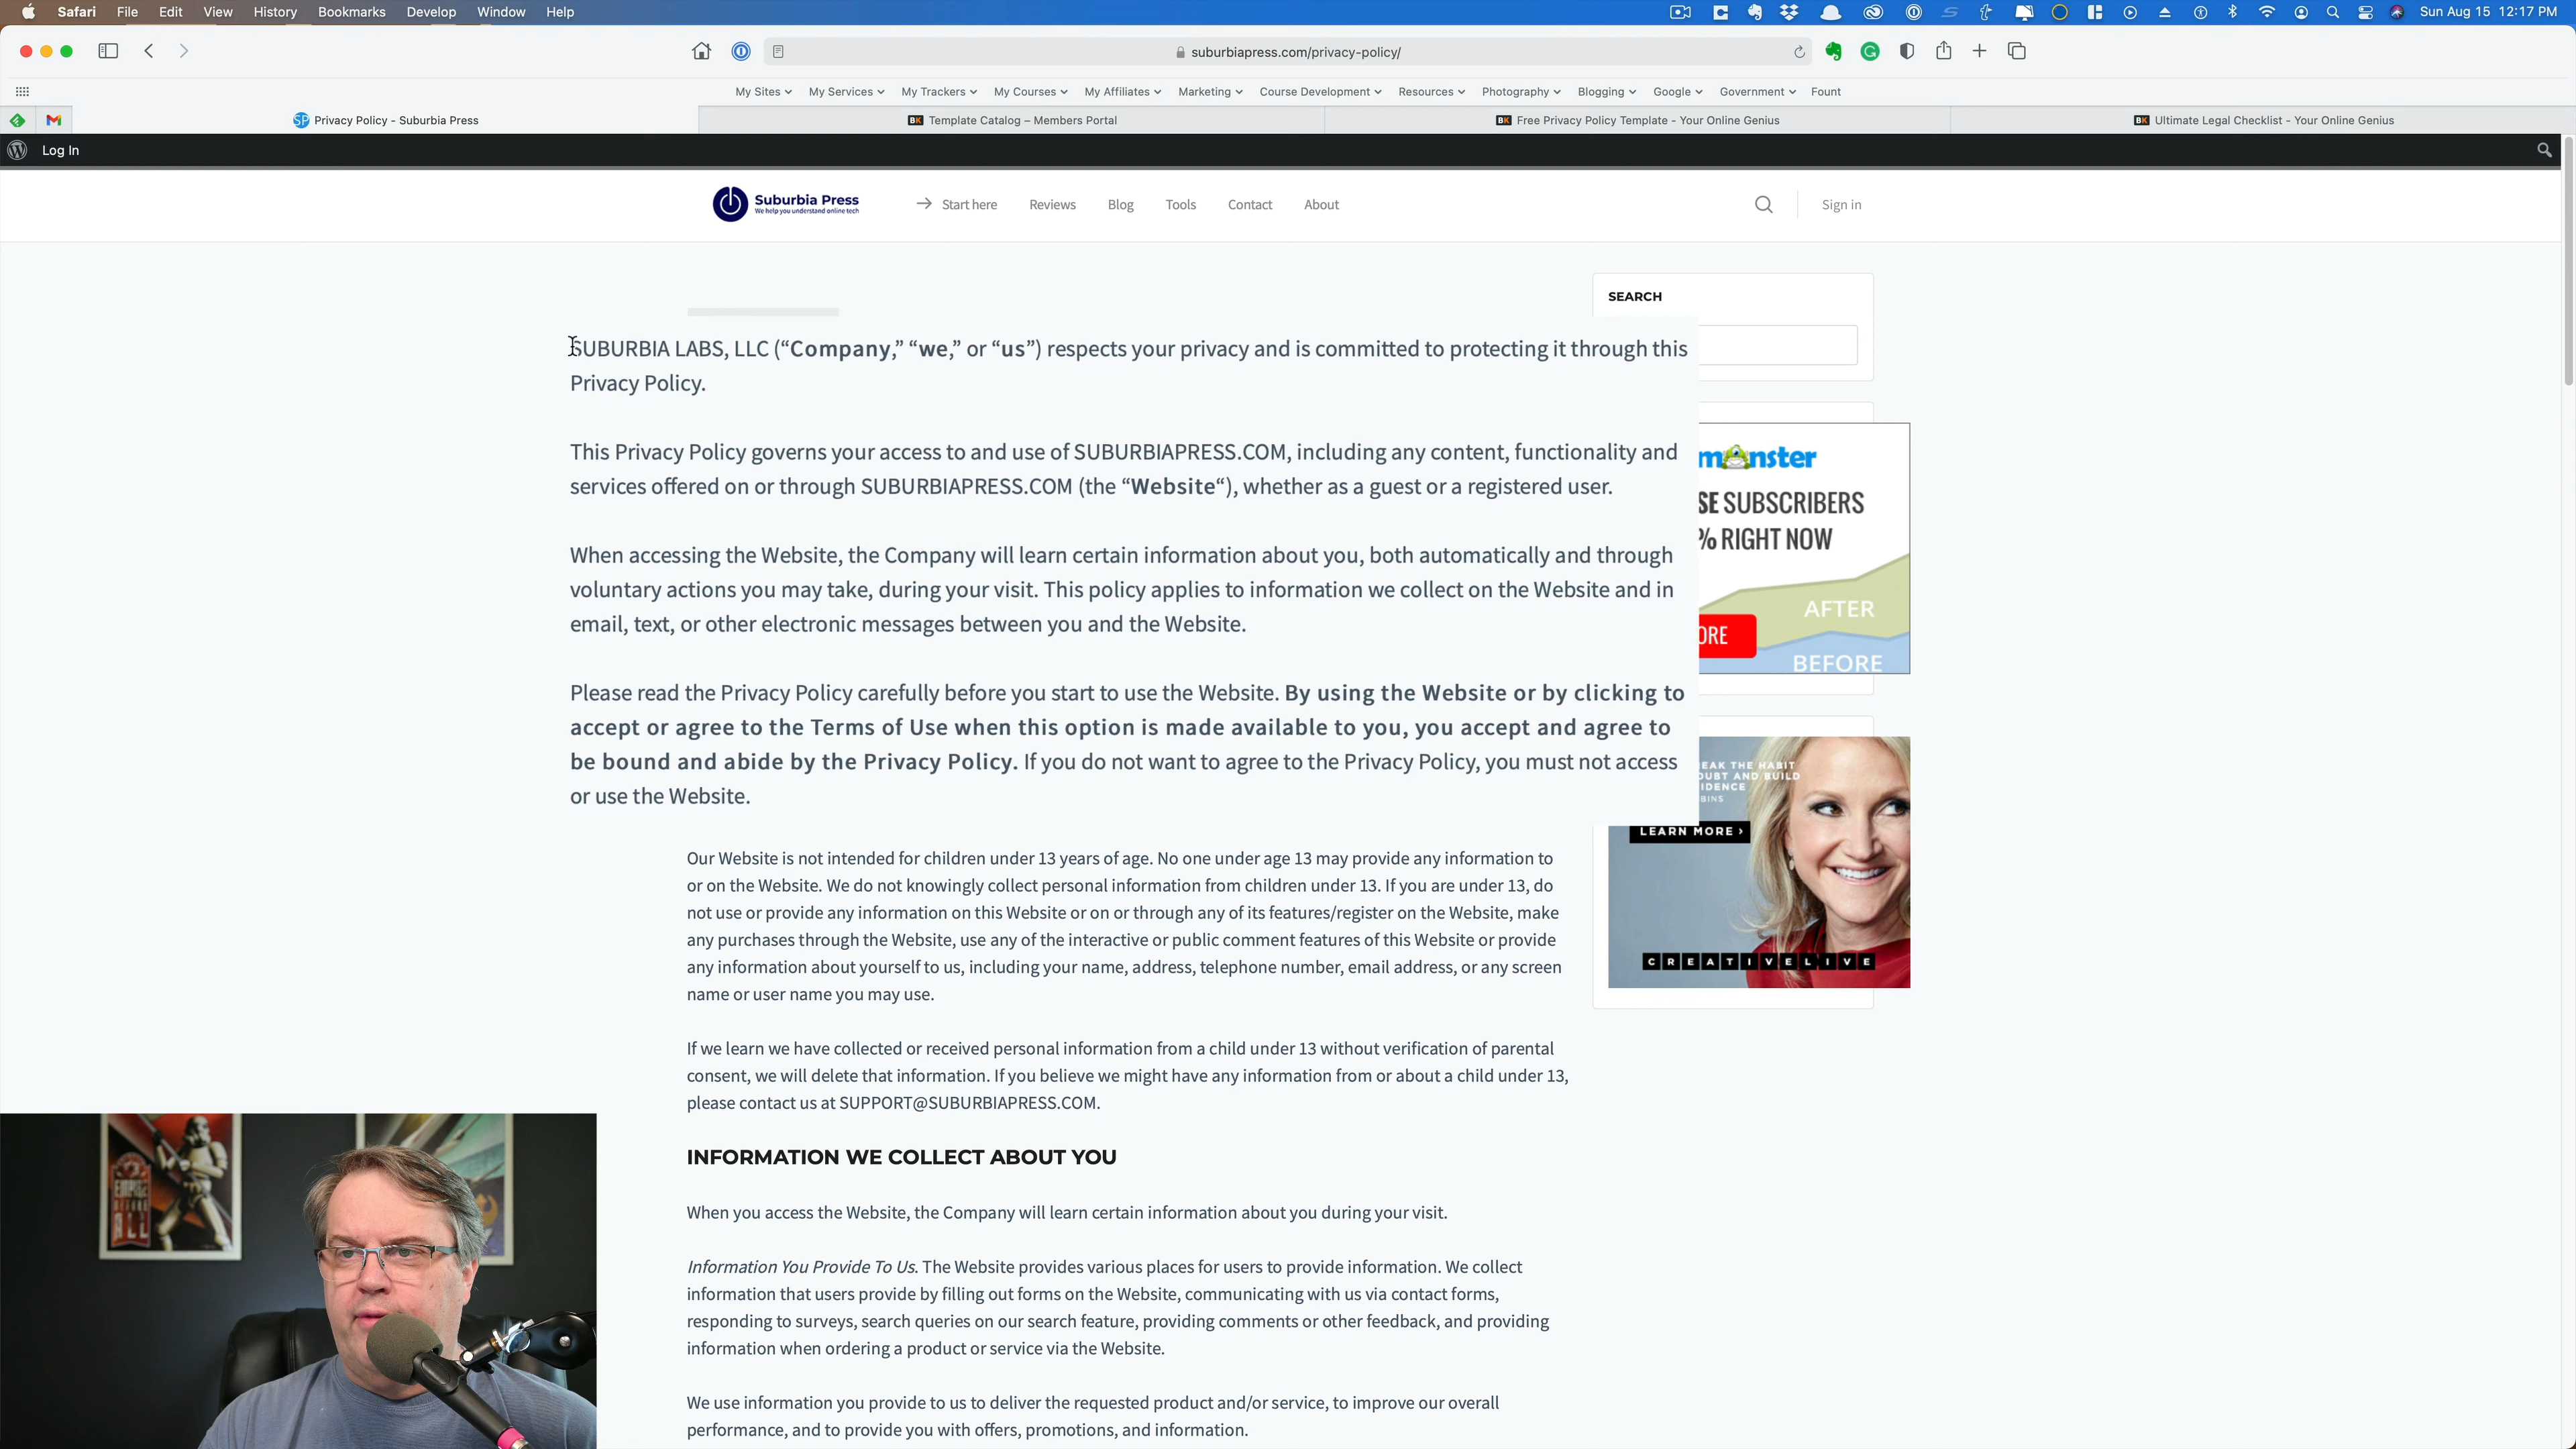 Safari File Edit View History Bookmarks Develop Window Help Sun Aug 15 12:17 PM
suburbiapress.com/privacy-policy/
My Sites My Services My Trackers My Courses My Affiliates Marketing Course Development Resources Photography Blogging Google Government Fount
SP Privacy Policy - Suburbia Press BK Template Catalog – Members Portal BK Free Privacy Policy Template - Your Online Genius BK Ultimate Legal Checklist - Your Online Genius
Log In
Suburbia Press
We help you understand online tech
Start here Reviews Blog Tools Contact About Sign in
SEARCH
SUBURBIA LABS, LLC (“Company,” “we,” or “us”) respects your privacy and is committed to protecting it through this
Privacy Policy.
This Privacy Policy governs your access to and use of SUBURBIAPRESS.COM, including any content, functionality and
services offered on or through SUBURBIAPRESS.COM (the “Website“), whether as a guest or a registered user.
When accessing the Website, the Company will learn certain information about you, both automatically and through
voluntary actions you may take, during your visit. This policy applies to information we collect on the Website and in
email, text, or other electronic messages between you and the Website.
Please read the Privacy Policy carefully before you start to use the Website. By using the Website or by clicking to
accept or agree to the Terms of Use when this option is made available to you, you accept and agree to
be bound and abide by the Privacy Policy. If you do not want to agree to the Privacy Policy, you must not access
or use the Website.
Our Website is not intended for children under 13 years of age. No one under age 13 may provide any information to
or on the Website. We do not knowingly collect personal information from children under 13. If you are under 13, do
not use or provide any information on this Website or on or through any of its features/register on the Website, make
any purchases through the Website, use any of the interactive or public comment features of this Website or provide
any information about yourself to us, including your name, address, telephone number, email address, or any screen
name or user name you may use.
If we learn we have collected or received personal information from a child under 13 without verification of parental
consent, we will delete that information. If you believe we might have any information from or about a child under 13,
please contact us at SUPPORT@SUBURBIAPRESS.COM.
INFORMATION WE COLLECT ABOUT YOU
When you access the Website, the Company will learn certain information about you during your visit.
Information You Provide To Us. The Website provides various places for users to provide information. We collect
information that users provide by filling out forms on the Website, communicating with us via contact forms,
responding to surveys, search queries on our search feature, providing comments or other feedback, and providing
information when ordering a product or service via the Website.
We use information you provide to us to deliver the requested product and/or service, to improve our overall
performance, and to provide you with offers, promotions, and information.
monster
SE SUBSCRIBERS
% RIGHT NOW
AFTER
ORE
BEFORE
EAK THE HABIT
OUBT AND BUILD
IDENCE
BINS
LEARN MORE ›
CREATIVELIVE
EMPIRE
ALL